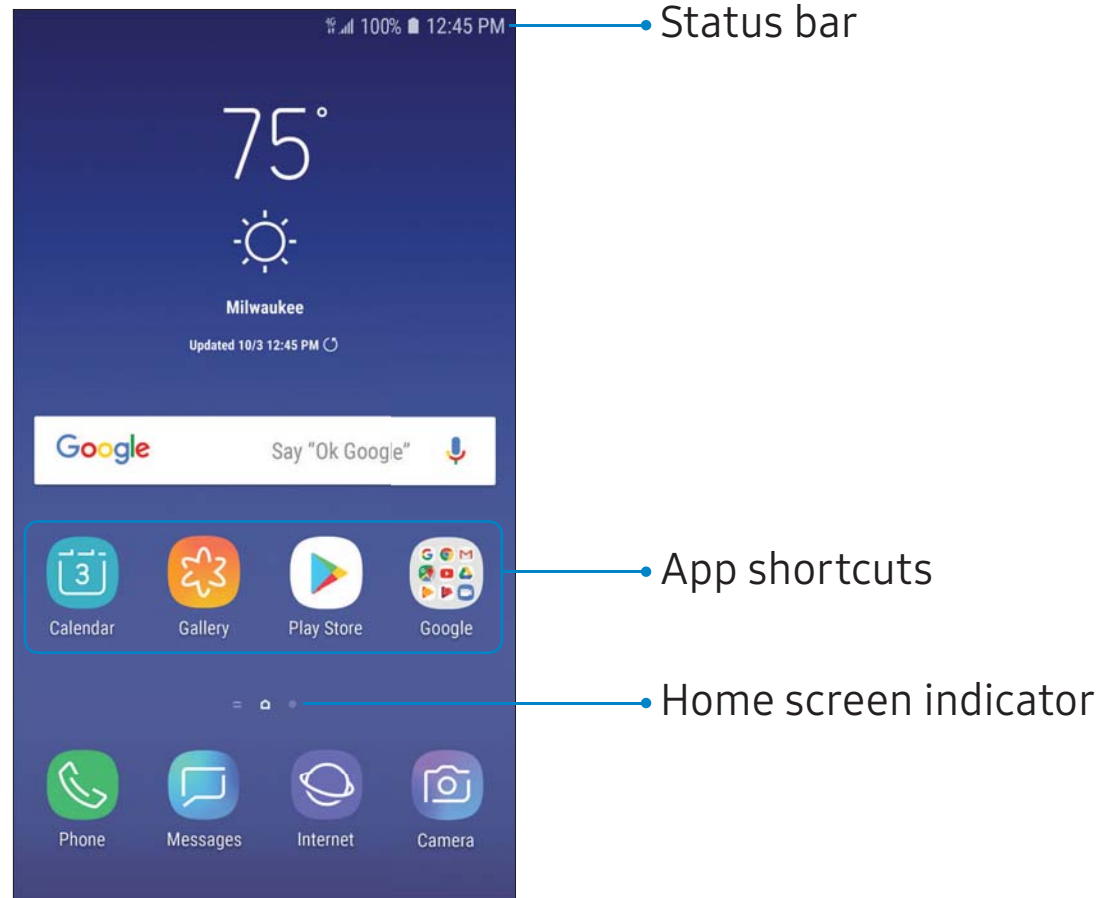 4G 100% 12:45 PM
Status bar
75°
Milwaukee
Updated 10/3 12:45 PM
Google Say "Ok Google"
3
G M
App shortcuts
Calendar Gallery Play Store Google
Home screen indicator
Phone Messages Internet Camera